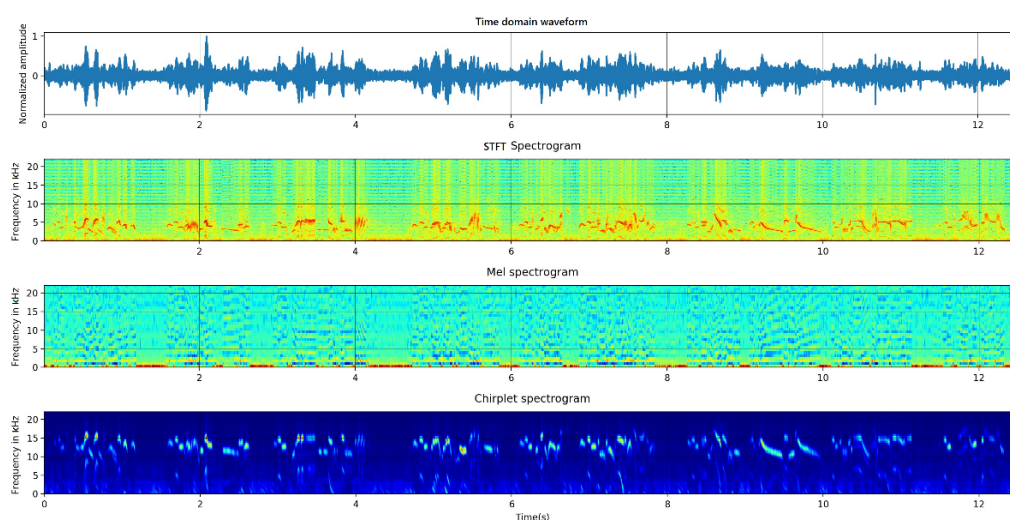 Time domain waveform
Normalized amplitude
1
0
0 2 4 6 8 10 12
STFT Spectrogram
Frequency in kHz
20
15
10
5
0
0 2 4 6 8 10 12
Mel spectrogram
Frequency in kHz
20
15
10
5
0
0 2 4 6 8 10 12
Chirplet spectrogram
Frequency in kHz
20
15
10
5
0
0 2 4 6 8 10 12
Time(s)